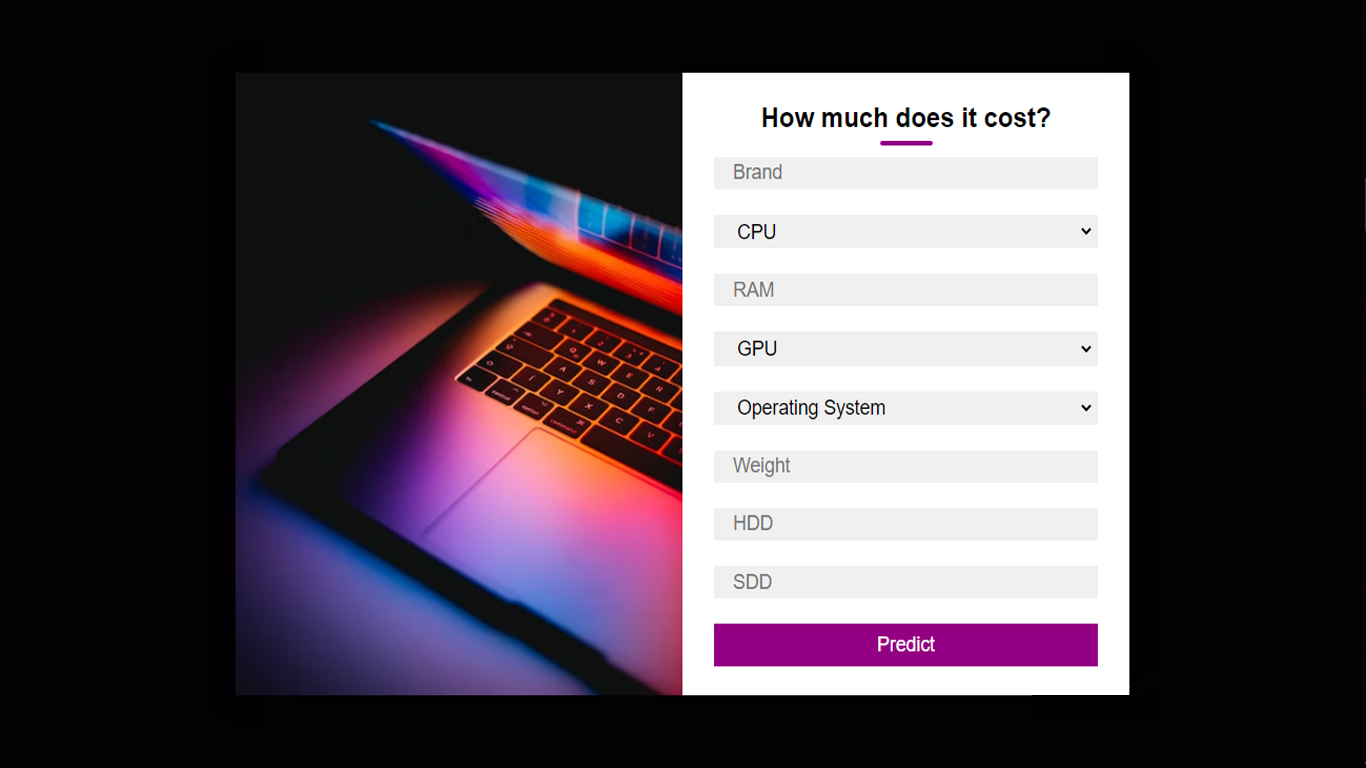 How much does it cost?
Brand
CPU
RAM
GPU
Operating System
Weight
HDD
SDD
Predict